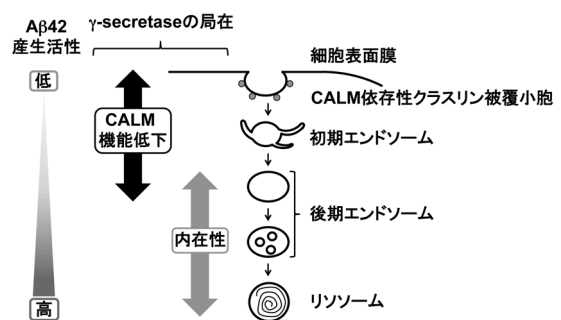 Aβ42
産生活性
γ-secretaseの局在
低
高
CALM
機能低下
内在性
細胞表面膜
CALM依存性クラスリン被覆小胞
初期エンドソーム
後期エンドソーム
リソソーム